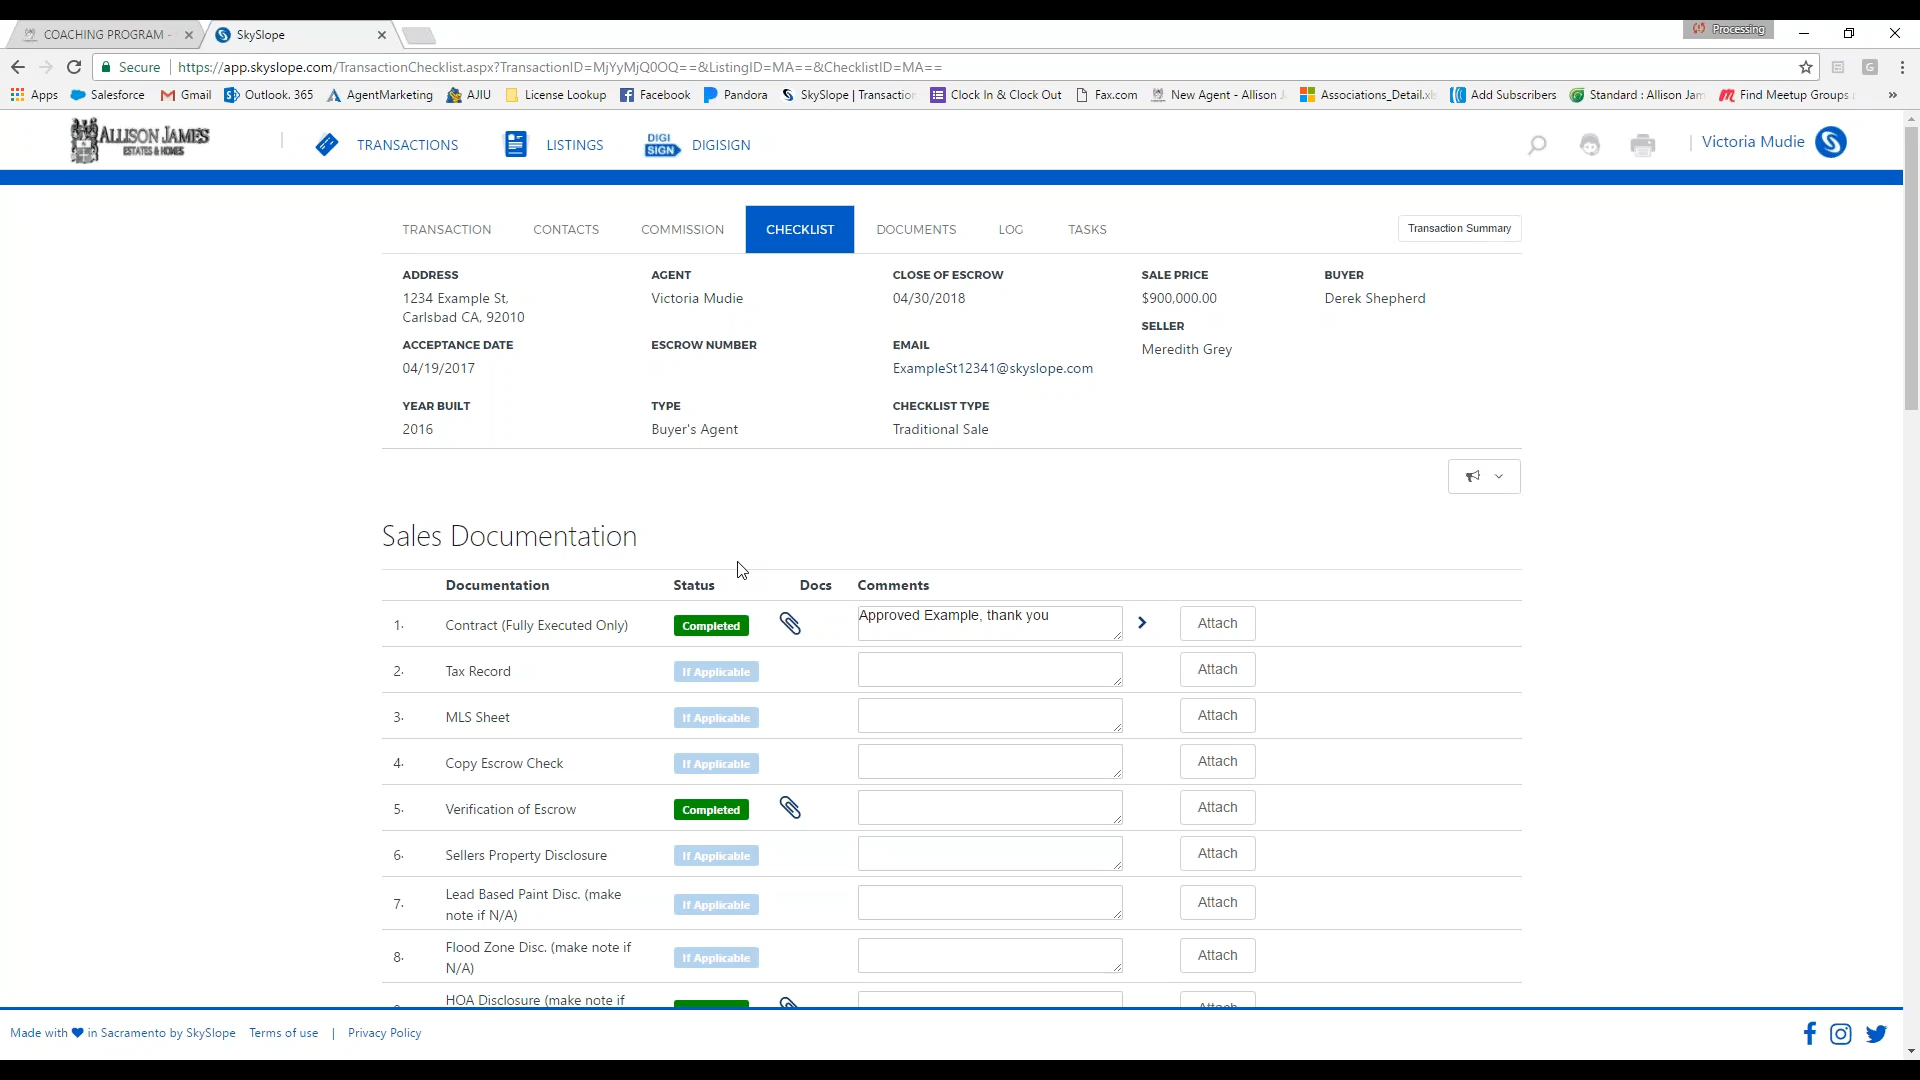 COACHING PROGRAM -
SkySlope
Processing
Secure https://app.skyslope.com/TransactionChecklist.aspx?TransactionID=MjYyMjQ0OQ==&ListingID=MA==&ChecklistID=MA==
Apps Salesforce Gmail Outlook. 365 AgentMarketing AJIU License Lookup Facebook Pandora SkySlope | Transaction Clock In & Clock Out Fax.com New Agent - Allison J Associations_Detail.xl Add Subscribers Standard : Allison Jam Find Meetup Groups »
ALLISON JAMES
ESTATES & HOMES
TRANSACTIONS LISTINGS DIGI SIGN DIGISIGN Victoria Mudie
TRANSACTION CONTACTS COMMISSION CHECKLIST DOCUMENTS LOG TASKS Transaction Summary
ADDRESS AGENT CLOSE OF ESCROW SALE PRICE BUYER
1234 Example St, Victoria Mudie 04/30/2018 $900,000.00 Derek Shepherd
Carlsbad CA, 92010
SELLER
ACCEPTANCE DATE ESCROW NUMBER EMAIL Meredith Grey
04/19/2017 ExampleSt12341@skyslope.com
YEAR BUILT TYPE CHECKLIST TYPE
2016 Buyer's Agent Traditional Sale
Sales Documentation
Documentation Status Docs Comments
1. Contract (Fully Executed Only) Completed Approved Example, thank you Attach
2. Tax Record If Applicable Attach
3. MLS Sheet If Applicable Attach
4. Copy Escrow Check If Applicable Attach
5. Verification of Escrow Completed Attach
6. Sellers Property Disclosure If Applicable Attach
7. Lead Based Paint Disc. (make note if N/A) If Applicable Attach
8. Flood Zone Disc. (make note if N/A) If Applicable Attach
HOA Disclosure (make note if Attach
Made with in Sacramento by SkySlope Terms of use | Privacy Policy